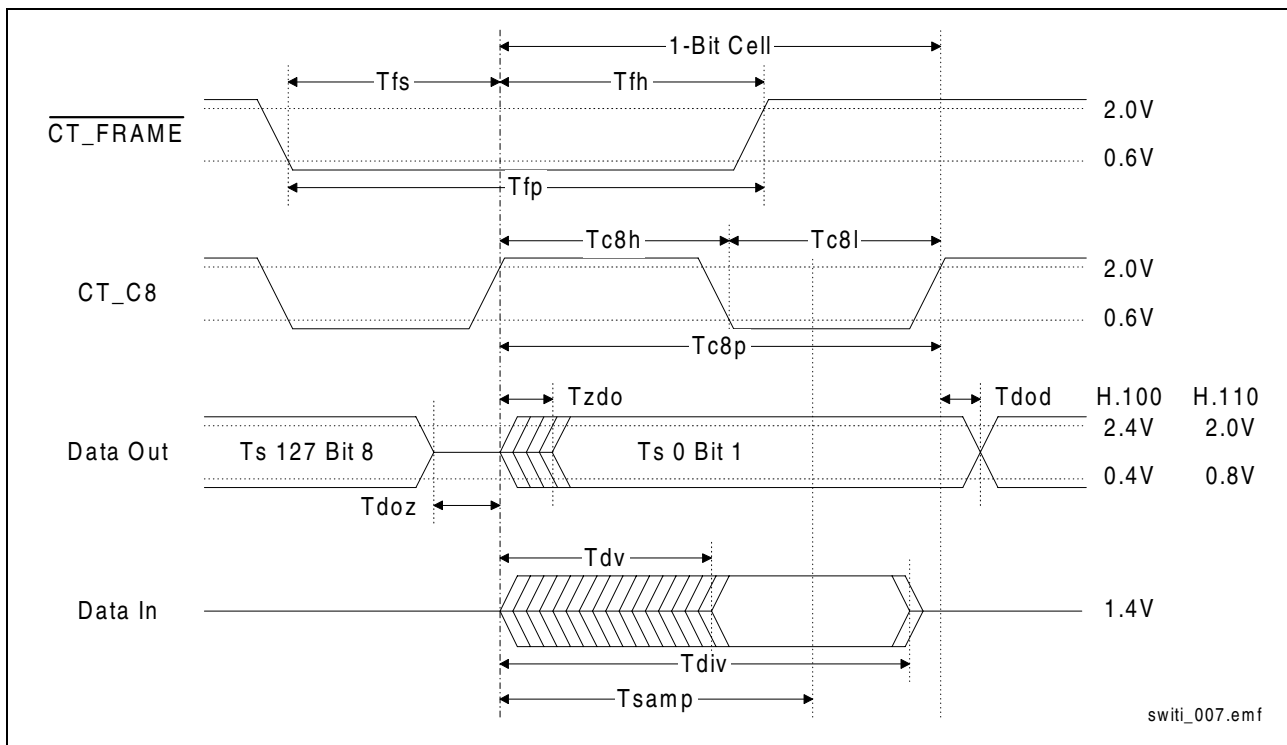 1-Bit Cell
Tfs Tfh
CT_FRAME
2.0V
0.6V
Tfp
Tc8h Tc8l
CT_C8
2.0V
0.6V
Tc8p
Tzdo Tdod H.100 H.110
2.4V 2.0V
Data Out Ts 127 Bit 8 Ts 0 Bit 1
0.4V 0.8V
Tdoz
Tdv
Data In 1.4V
Tdiv
Tsamp
switi_007.emf